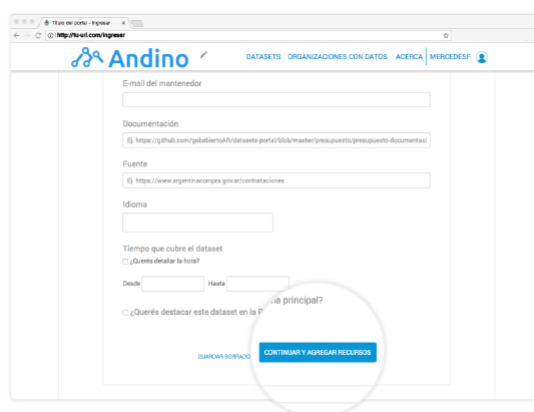 Título del portal - Ingresar
http://tu-url.com/ingresar
Andino
DATASETS ORGANIZACIONES CON DATOS ACERCA MERCEDESF
E-mail del mantenedor
Documentación
Ej. https://github.com/gobabiertoAR/datasets-portal/blob/master/presupuesto/presupuesto-documentasl
Fuente
Ej. https://www.argentinacompra.gov.ar/contrataciones
Idioma
Tiempo que cubre el dataset
¿Querés detallar la hora?
Desde Hasta
¿Querés destacar este dataset en la P
na principal?
GUARDAR BORRADO
CONTINUAR Y AGREGAR RECURSOS